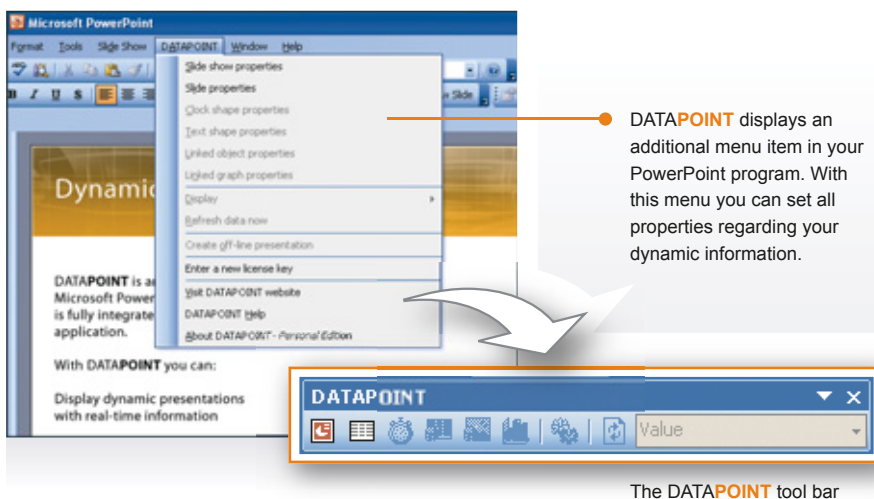 Microsoft PowerPoint
Format Tools Slide Show DATAPOINT Window Help
B I U S
Slide show properties
Slide properties
Clock shape properties
Text shape properties
Linked object properties
Linked graph properties
Display
Refresh data now
Create off-line presentation
Enter a new license key
Visit DATAPOINT website
DATAPOINT Help
About DATAPOINT - Personal Edition
Slide
Dynamic
DATAPOINT is a
Microsoft Power
is fully integrate
application.
With DATAPOINT you can:
Display dynamic presentations
with real-time information
DATAPOINT displays an
additional menu item in your
PowerPoint program. With
this menu you can set all
properties regarding your
dynamic information.
DATAPOINT
Value
The DATAPOINT tool bar